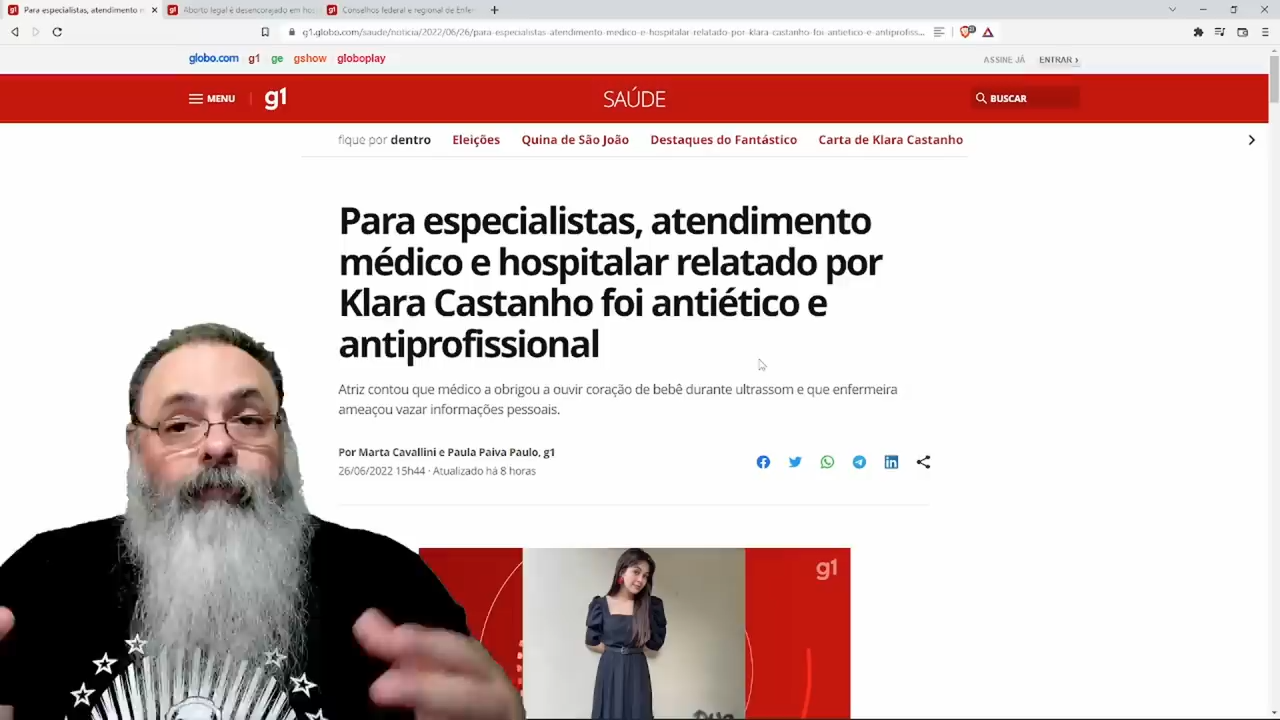 Para especialistas, atendimento m
Aborto legal é desencorajado em hos
Conselhos federal e regional de Enfer
g1.globo.com/saude/noticia/2022/06/26/para-especialistas-atendimento-medico-e-hospitalar-relatado-por-klara-castanho-foi-antietico-e-antiprofiss...
globo.com g1 ge gshow globoplay
ASSINE JÁ ENTRAR ›
MENU g1 SAÚDE BUSCAR
fique por dentro Eleições Quina de São João Destaques do Fantástico Carta de Klara Castanho
Para especialistas, atendimento
médico e hospitalar relatado por
Klara Castanho foi antiético e
antiprofissional
Atriz contou que médico a obrigou a ouvir coração de bebê durante ultrassom e que enfermeira
ameaçou vazar informações pessoais.
Por Marta Cavallini e Paula Paiva Paulo, g1
26/06/2022 15h44 · Atualizado há 8 horas
g1